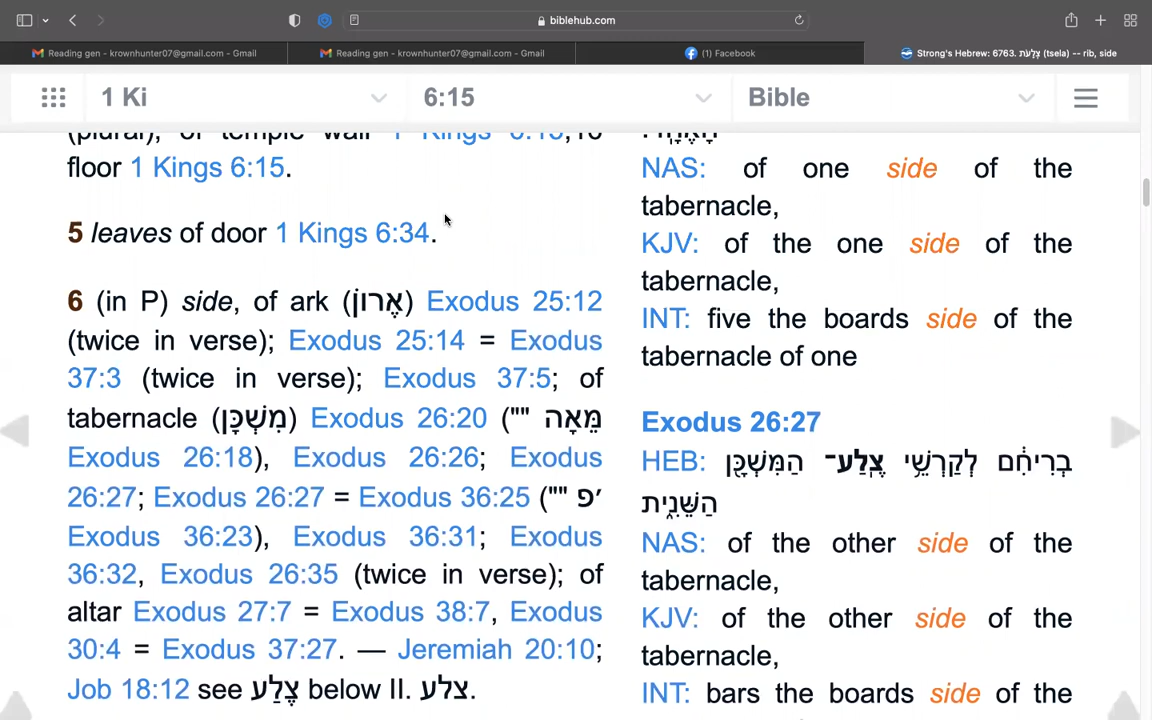 biblehub.com
Reading gen - krownhunter07@gmail.com - Gmail
Reading gen - krownhunter07@gmail.com - Gmail
(1) Facebook
Strong's Hebrew: 6763. צְלָעֹת (tsela) -- rib, side
1 Ki
6:15
Bible
(plural), of temple wall 1 Kings
floor 1 Kings 6:15.
5 leaves of door 1 Kings 6:34.
6 (in P) side, of ark (אֲרוֺן) Exodus 25:12
(twice in verse); Exodus 25:14 = Exodus
37:3 (twice in verse); Exodus 37:5; of
tabernacle (מִשְׁכָּן) Exodus 26:20 ("" מֵּאָה
Exodus 26:18), Exodus 26:26; Exodus
26:27; Exodus 26:27 = Exodus 36:25 ("" פ׳
Exodus 36:23), Exodus 36:31; Exodus
36:32, Exodus 26:35 (twice in verse); of
altar Exodus 27:7 = Exodus 38:7, Exodus
30:4 = Exodus 37:27. — Jeremiah 20:10;
Job 18:12 see צֶלַע below II. צלע.
הָאֶחָֽד׃
NAS: of one side of the
tabernacle,
KJV: of the one side of the
tabernacle,
INT: five the boards side of the
tabernacle of one
Exodus 26:27
HEB: בְרִיחִ֔ם לְקַרְשֵׁ֥י צֶֽלַע־ הַמִּשְׁכָּ֖ן
הַשֵּׁנִ֑ית
NAS: of the other side of the
tabernacle,
KJV: of the other side of the
tabernacle,
INT: bars the boards side of the